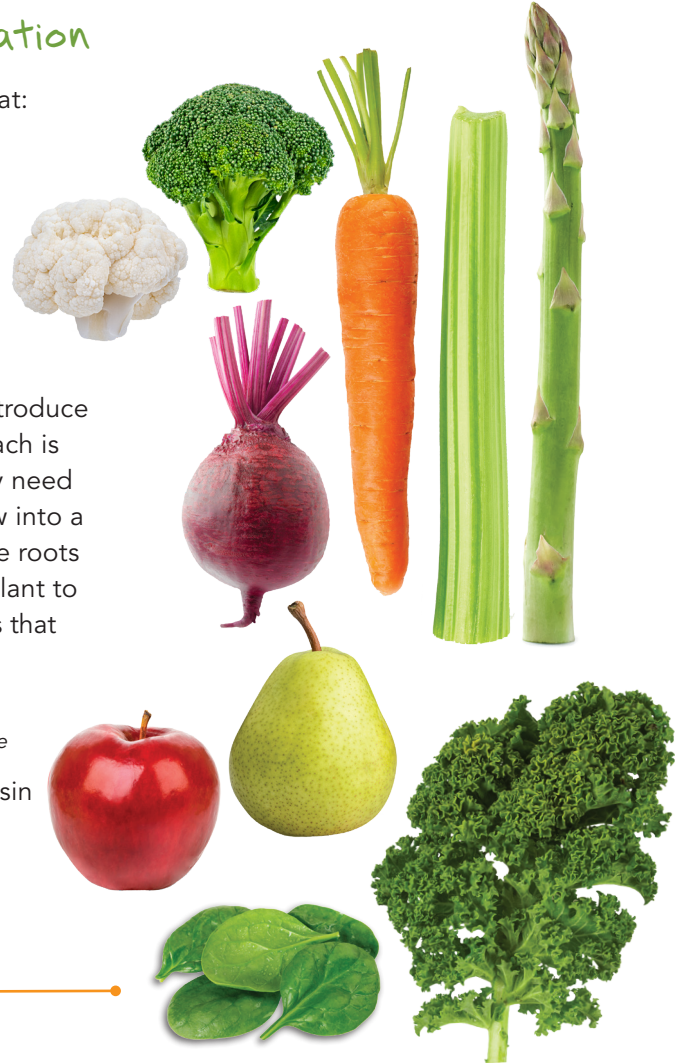 ation
at:
troduce
ach is
y need
w into a
e roots
lant to
s that
e
sin